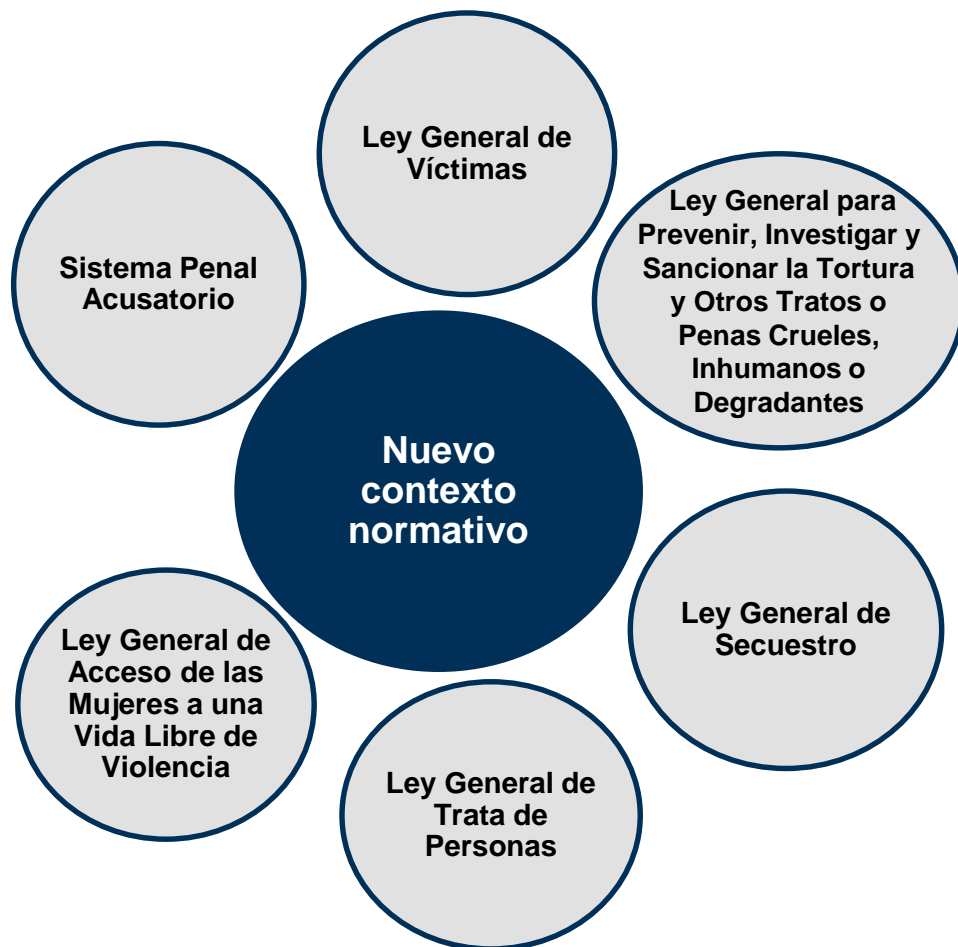 Ley General de
Víctimas
Ley General para
Prevenir, Investigar y
Sancionar la Tortura
y Otros Tratos o
Penas Crueles,
Inhumanos o
Degradantes
Sistema Penal
Acusatorio
Nuevo
contexto
normativo
Ley General de
Secuestro
Ley General de
Acceso de las
Mujeres a una
Vida Libre de
Violencia
Ley General de
Trata de
Personas